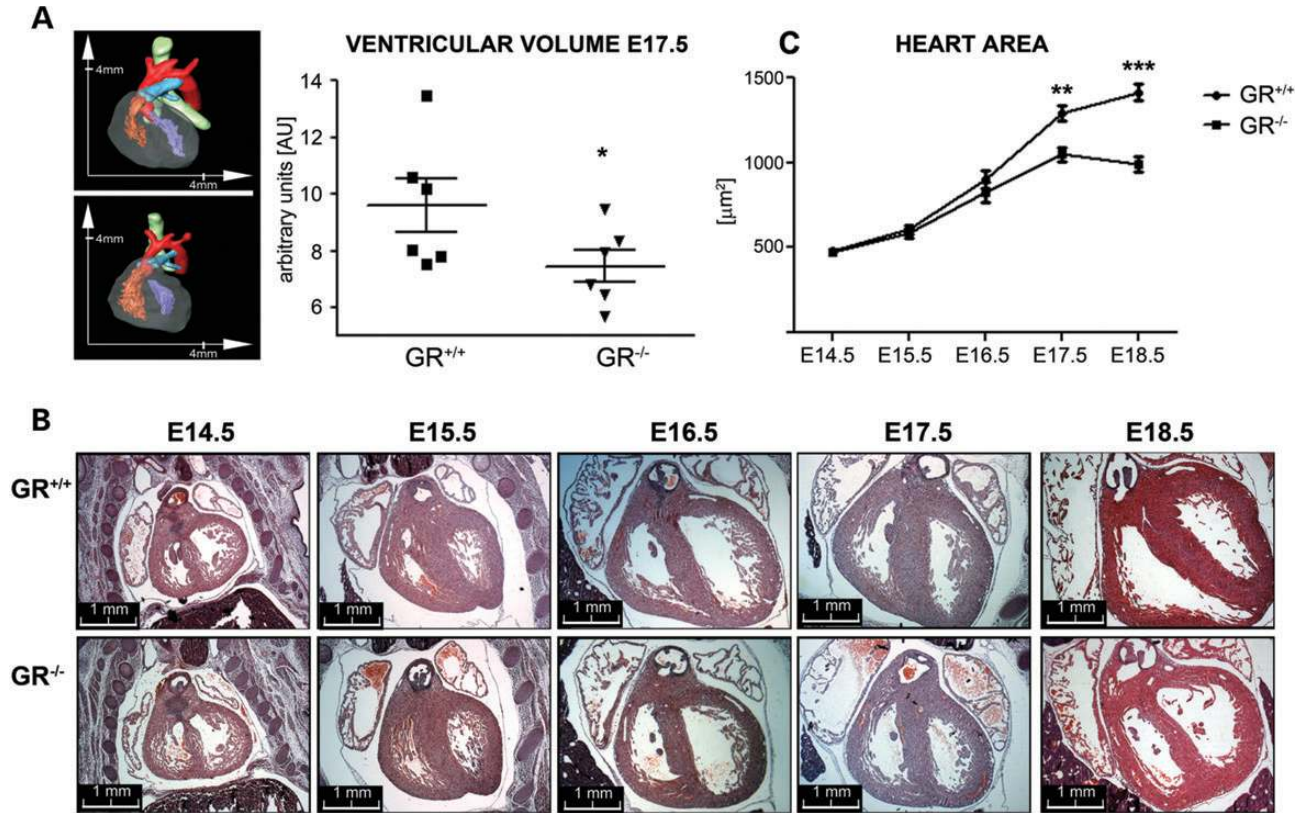 A
VENTRICULAR VOLUME E17.5
C
HEART AREA
4mm
4mm
4mm
4mm
arbitrary units [AU]
14
12
10
8
6
*
GR+/+
GR-/-
[μm²]
1500
1000
500
**
***
GR+/+
GR-/-
E14.5
E15.5
E16.5
E17.5
E18.5
B
E14.5
E15.5
E16.5
E17.5
E18.5
GR+/+
1 mm
1 mm
1 mm
1 mm
1 mm
GR-/-
1 mm
1 mm
1 mm
1 mm
1 mm